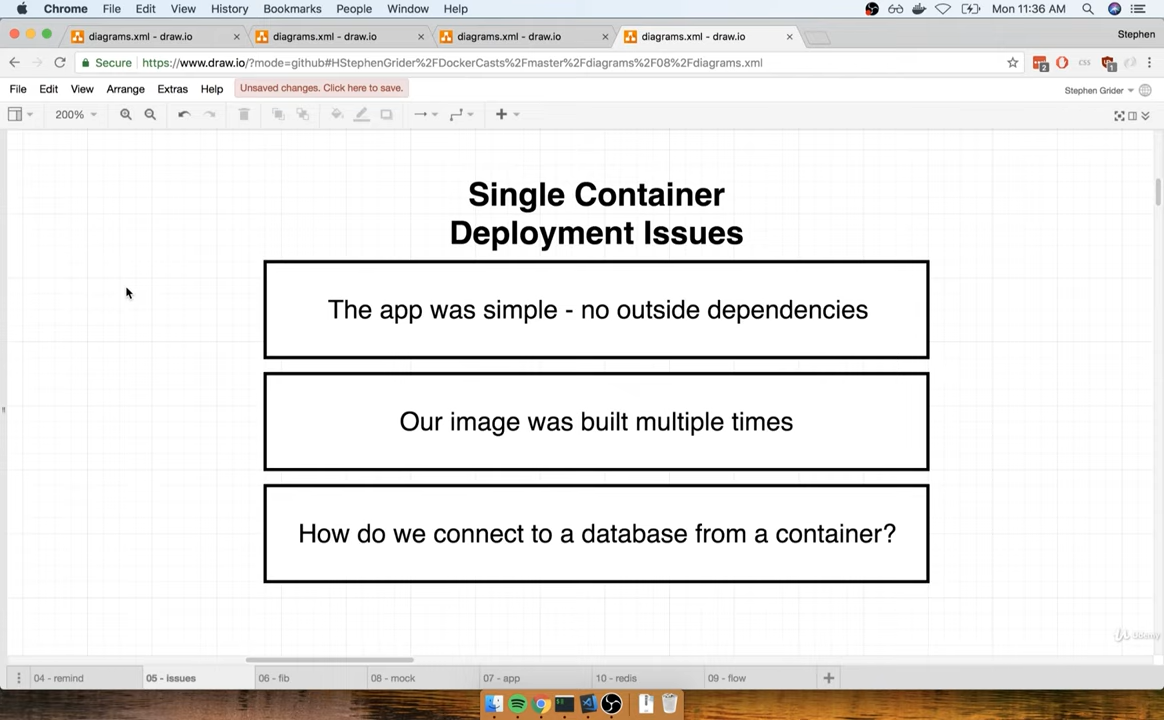 Chrome File Edit View History Bookmarks People Window Help Mon 11:36 AM
diagrams.xml - draw.io diagrams.xml - draw.io diagrams.xml - draw.io diagrams.xml - draw.io Stephen
Secure https://www.draw.io/?mode=github#HStephenGrider%2FDockerCasts%2Fmaster%2Fdiagrams%2F08%2Fdiagrams.xml 2 css 1
File Edit View Arrange Extras Help Unsaved changes. Click here to save. Stephen Grider
200%
Single Container
Deployment Issues
The app was simple - no outside dependencies
Our image was built multiple times
How do we connect to a database from a container?
Udemy
04 - remind 05 - issues 06 - fib 08 - mock 07 - app 10 - redis 09 - flow